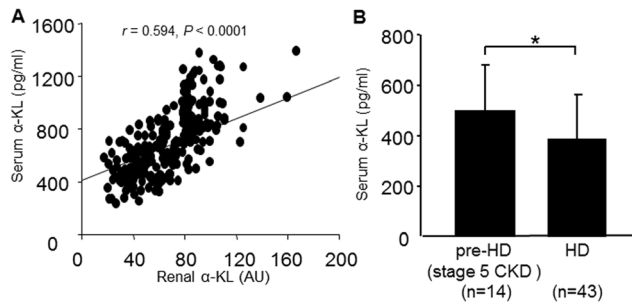 A
r = 0.594, P < 0.0001
Serum α-KL (pg/ml)
1600
1200
800
400
0
0 40 80 120 160 200
Renal α-KL (AU)
B
*
Serum α-KL (pg/ml)
800
600
400
200
0
pre-HD HD
(stage 5 CKD )
(n=14) (n=43)